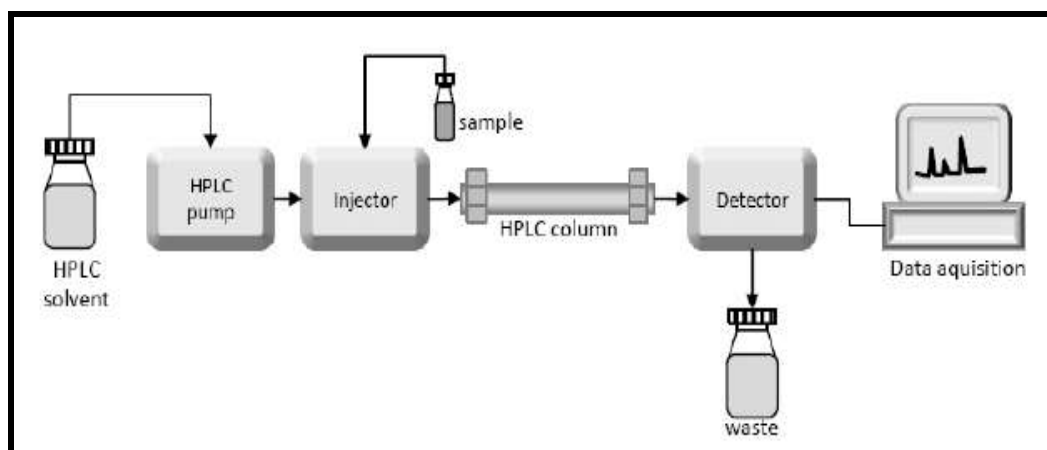 sample
HPLC
pump
Injector
Detector
HPLC column
HPLC
solvent
Data aquisition
waste